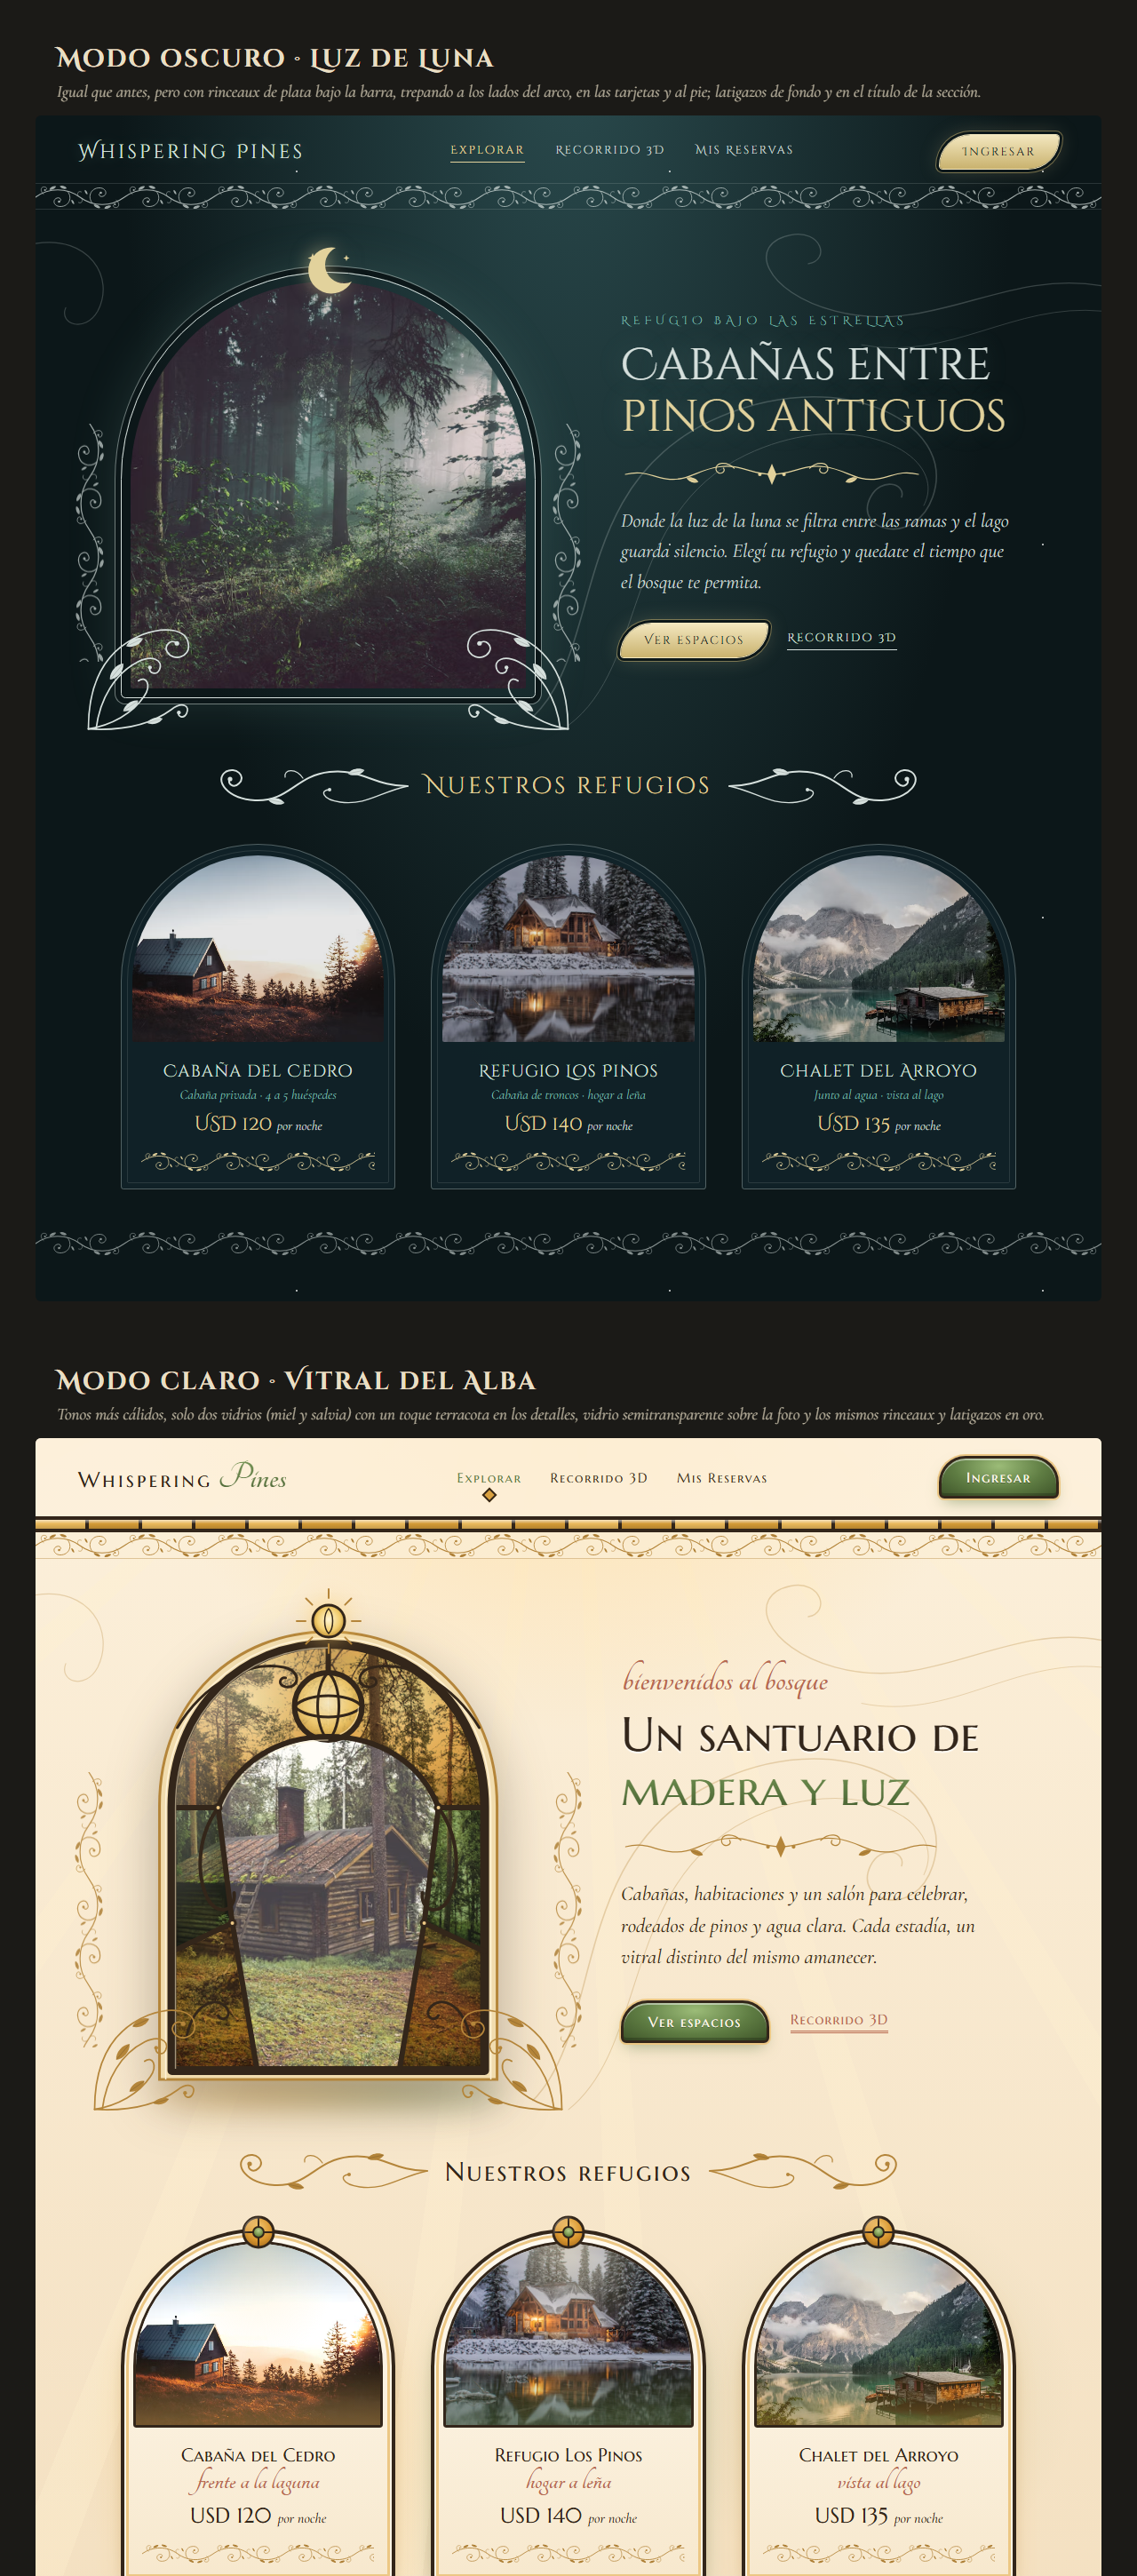 Modo oscuro · Luz de Luna
Igual que antes, pero con rinceaux de plata bajo la barra, trepando a los lados del arco, en las tarjetas y al pie; latigazos de fondo y en el título de la sección.
Whispering Pines
Explorar
Recorrido 3D
Mis Reservas
Ingresar
Refugio bajo las estrellas
Cabañas entre
pinos antiguos
Donde la luz de la luna se filtra entre las ramas y el lago
guarda silencio. Elegí tu refugio y quedate el tiempo que
el bosque te permita.
Ver espacios
Recorrido 3D
Nuestros refugios
Cabaña del Cedro
Cabaña privada · 4 a 5 huéspedes
USD 120 por noche
Refugio Los Pinos
Cabaña de troncos · hogar a leña
USD 140 por noche
Chalet del Arroyo
Junto al agua · vista al lago
USD 135 por noche
Modo claro · Vitral del Alba
Tonos más cálidos, solo dos vidrios (miel y salvia) con un toque terracota en los detalles, vidrio semitransparente sobre la foto y los mismos rinceaux y latigazos en oro.
Whispering Pines
Explorar
Recorrido 3D
Mis Reservas
Ingresar
bienvenidos al bosque
Un santuario de
madera y luz
Cabañas, habitaciones y un salón para celebrar,
rodeados de pinos y agua clara. Cada estadía, un
vitral distinto del mismo amanecer.
Ver espacios
Recorrido 3D
Nuestros refugios
Cabaña del Cedro
frente a la laguna
USD 120 por noche
Refugio Los Pinos
hogar a leña
USD 140 por noche
Chalet del Arroyo
vista al lago
USD 135 por noche